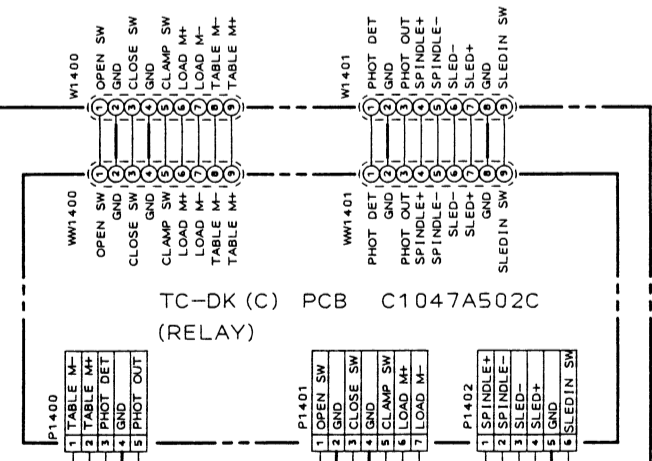 W1400
OPEN SW
GND
CLOSE SW
GND
CLAMP SW
LOAD M+
LOAD M-
TABLE M-
TABLE M+
1 2 3 4 5 6 7 8 9
W1401
PHOT DET
GND
PHOT OUT
SPINDLE+
SPINDLE-
SLED-
SLED+
GND
SLEDIN SW
1 2 3 4 5 6 7 8 9
WW1400
1 2 3 4 5 6 7 8 9
OPEN SW
GND
CLOSE SW
GND
CLAMP SW
LOAD M+
LOAD M-
TABLE M-
TABLE M+
WW1401
1 2 3 4 5 6 7 8 9
PHOT DET
GND
PHOT OUT
SPINDLE+
SPINDLE-
SLED-
SLED+
GND
SLEDIN SW
TC-DK (C) PCB C1047A502C
(RELAY)
P1400
1 TABLE M-
2 TABLE M+
3 PHOT DET
4 GND
5 PHOT OUT
P1401
1 OPEN SW
2 GND
3 CLOSE SW
4 GND
5 CLAMP SW
6 LOAD M+
7 LOAD M-
P1402
1 SPINDLE+
2 SPINDLE-
3 SLED-
4 SLED+
5 GND
6 SLEDIN SW